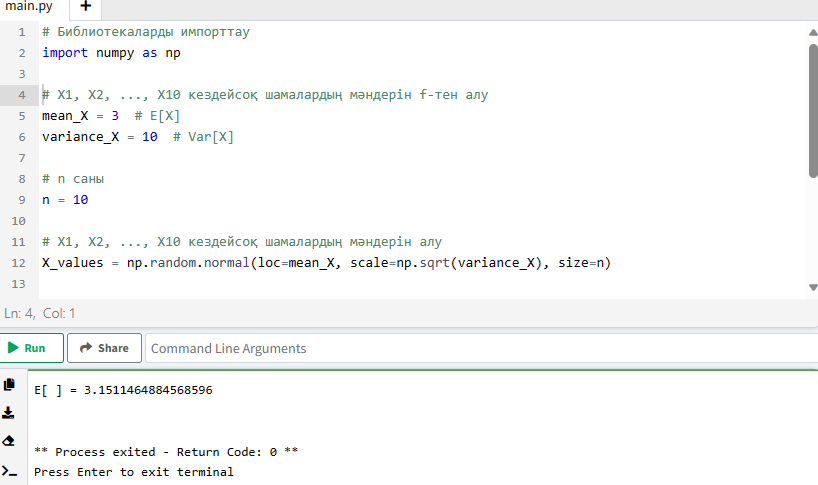 main.py +
1 # Библиотекаларды импорттау
2 import numpy as np
3
4 # X1, X2, ..., X10 кездейсоқ шамалардың мәндерін f-тен алу
5 mean_X = 3  # E[X]
6 variance_X = 10  # Var[X]
7
8 # n саны
9 n = 10
10
11 # X1, X2, ..., X10 кездейсоқ шамалардың мәндерін алу
12 X_values = np.random.normal(loc=mean_X, scale=np.sqrt(variance_X), size=n)
13
Ln: 4, Col: 1
Run Share Command Line Arguments
E[ ] = 3.1511464884568596
** Process exited - Return Code: 0 **
Press Enter to exit terminal